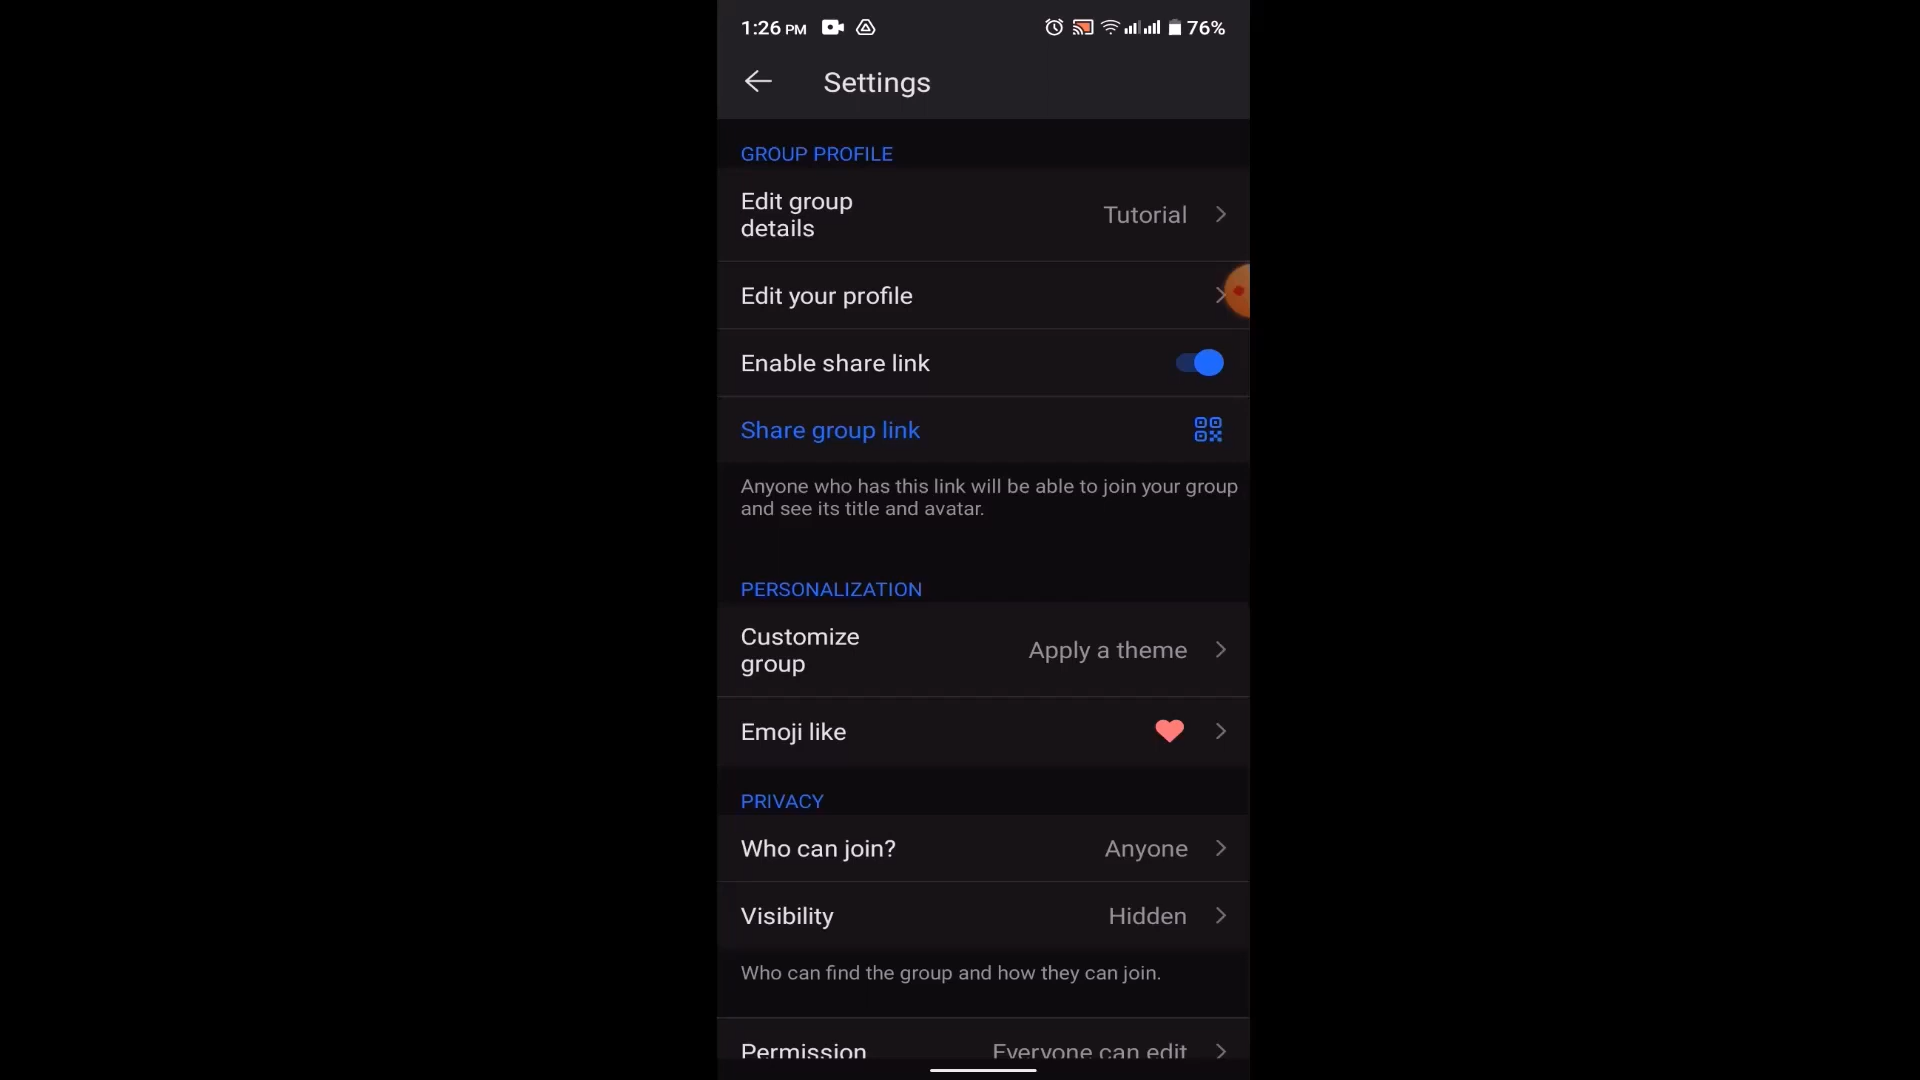 1:26 PM 76%
Settings
GROUP PROFILE
Edit group
details
Tutorial
Edit your profile
Enable share link
Share group link
Anyone who has this link will be able to join your group
and see its title and avatar.
PERSONALIZATION
Customize
group
Apply a theme
Emoji like
PRIVACY
Who can join? Anyone
Visibility Hidden
Who can find the group and how they can join.
Permission Everyone can edit